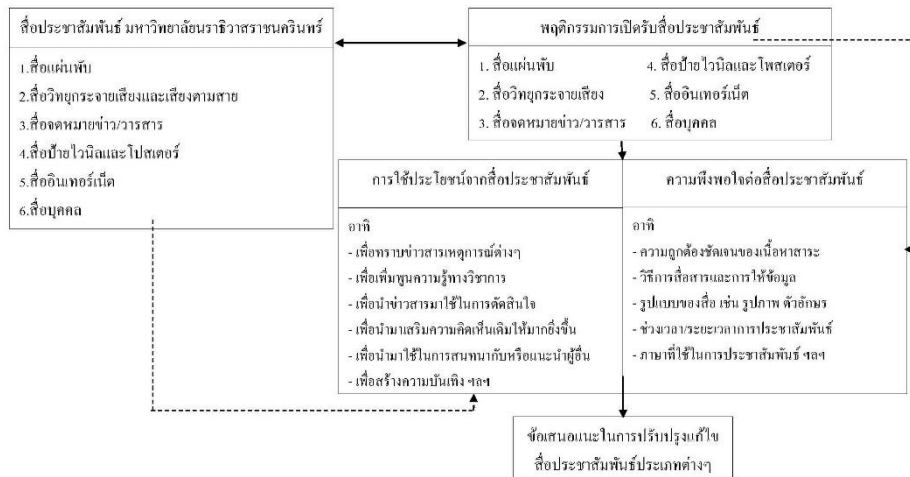 สื่อประชาสัมพันธ์ มหาวิทยาลัยนราธิวาสราชนครินทร์
1.สื่อแผ่นพับ
2.สื่อวิทยุกระจายเสียงและเสียงตามสาย
3.สื่อจดหมายข่าว/วารสาร
4.สื่อป้ายไวนิลและโปสเตอร์
5.สื่ออินเทอร์เน็ต
6.สื่อบุคคล
พฤติกรรมการเปิดรับสื่อประชาสัมพันธ์
1. สื่อแผ่นพับ
2. สื่อวิทยุกระจายเสียง
3. สื่อจดหมายข่าว/วารสาร
4. สื่อป้ายไวนิลและโพสเตอร์
5. สื่ออินเทอร์เน็ต
6. สื่อบุคคล
การใช้ประโยชน์จากสื่อประชาสัมพันธ์
อาทิ
- เพื่อทราบข่าวสารเหตุการณ์ต่างๆ
- เพื่อเพิ่มพูนความรู้ทางวิชาการ
- เพื่อนำข่าวสารมาใช้ในการตัดสินใจ
- เพื่อนำมาเสริมความคิดเห็นเดิมให้มากยิ่งขึ้น
- เพื่อนำมาใช้ในการสนทนากับหรือแนะนำผู้อื่น
- เพื่อสร้างความบันเทิง ฯลฯ
ความพึงพอใจต่อสื่อประชาสัมพันธ์
อาทิ
- ความถูกต้องชัดเจนของเนื้อหาสาระ
- วิธีการสื่อสารและการให้ข้อมูล
- รูปแบบของสื่อ เช่น รูปภาพ ตัวอักษร
- ช่วงเวลา/ระยะเวลาการประชาสัมพันธ์
- ภาษาที่ใช้ในการประชาสัมพันธ์ ฯลฯ
ข้อเสนอแนะในการปรับปรุงแก้ไข
สื่อประชาสัมพันธ์ประเภทต่างๆ